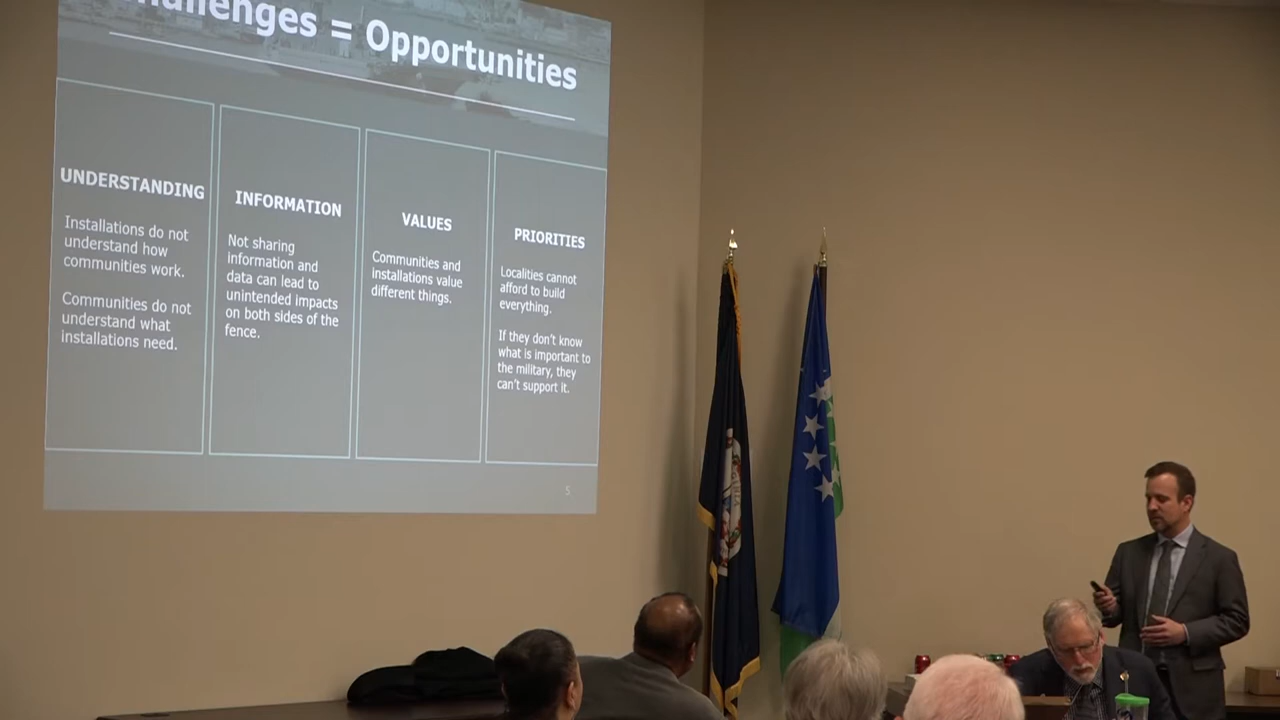 hallenges = Opportunities
UNDERSTANDING
Installations do not
understand how
communities work.
Communities do not
understand what
installations need.
INFORMATION
Not sharing
information and
data can lead to
unintended impacts
on both sides of the
fence.
VALUES
Communities and
installations value
different things.
PRIORITIES
Localities cannot
afford to build
everything.
If they don't know
what is important to
the military, they
can't support it.
5